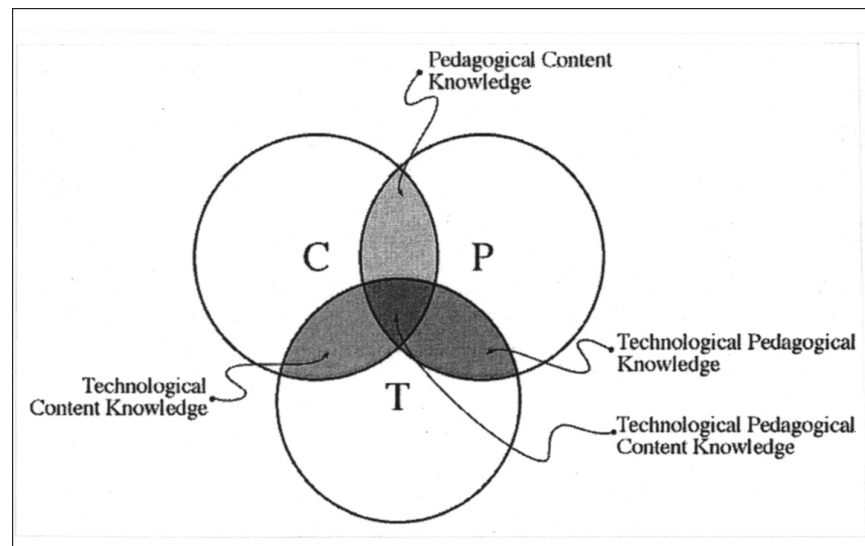 Pedagogical Content
Knowledge
C
P
Technological Pedagogical
Knowledge
Technological
Content Knowledge
T
Technological Pedagogical
Content Knowledge